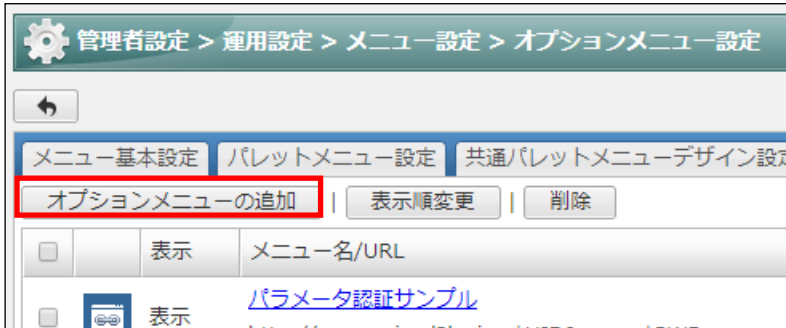 管理者設定 > 運用設定 > メニュー設定 > オプションメニュー設定
メニュー基本設定 パレットメニュー設定 共通パレットメニューデザイン設定
オプションメニューの追加 | 表示順変更 | 削除
表示 メニュー名/URL
パラメータ認証サンプル
表示